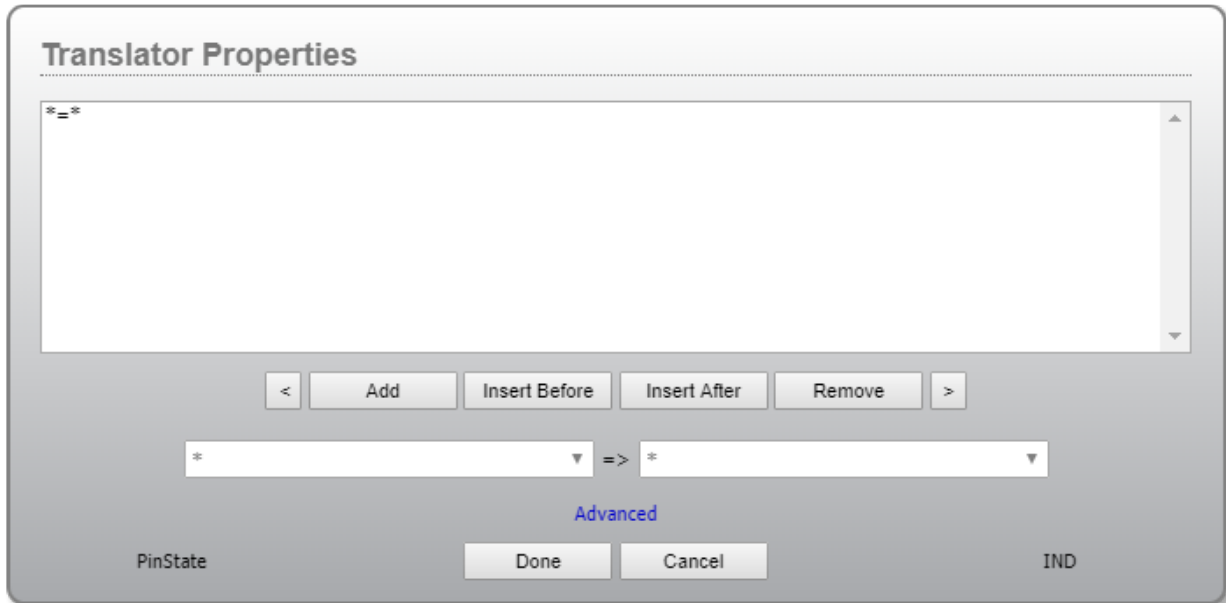 Translator Properties
*=*
< Add Insert Before Insert After Remove >
* => *
Advanced
PinState Done Cancel IND